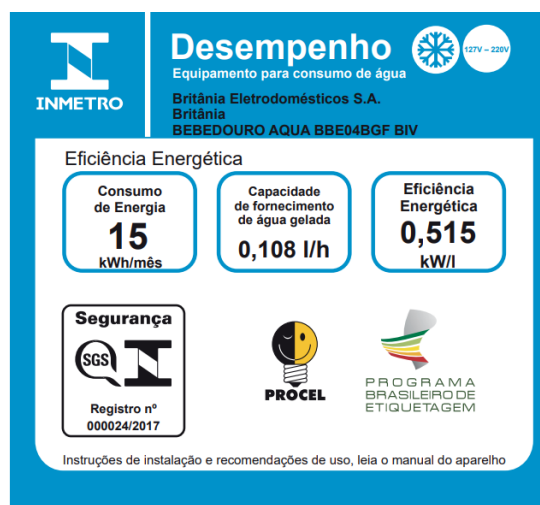 INMETRO
Desempenho
Equipamento para consumo de água
127V – 220V
Britânia Eletrodomésticos S.A.
Britânia
BEBEDOURO AQUA BBE04BGF BIV
Eficiência Energética
Consumo
de Energia
15
kWh/mês
Capacidade
de fornecimento
de água gelada
0,108 l/h
Eficiência
Energética
0,515
kW/l
Segurança
SGS
Registro nº
000024/2017
PROCEL
PROGRAMA
BRASILEIRO DE
ETIQUETAGEM
Instruções de instalação e recomendações de uso, leia o manual do aparelho